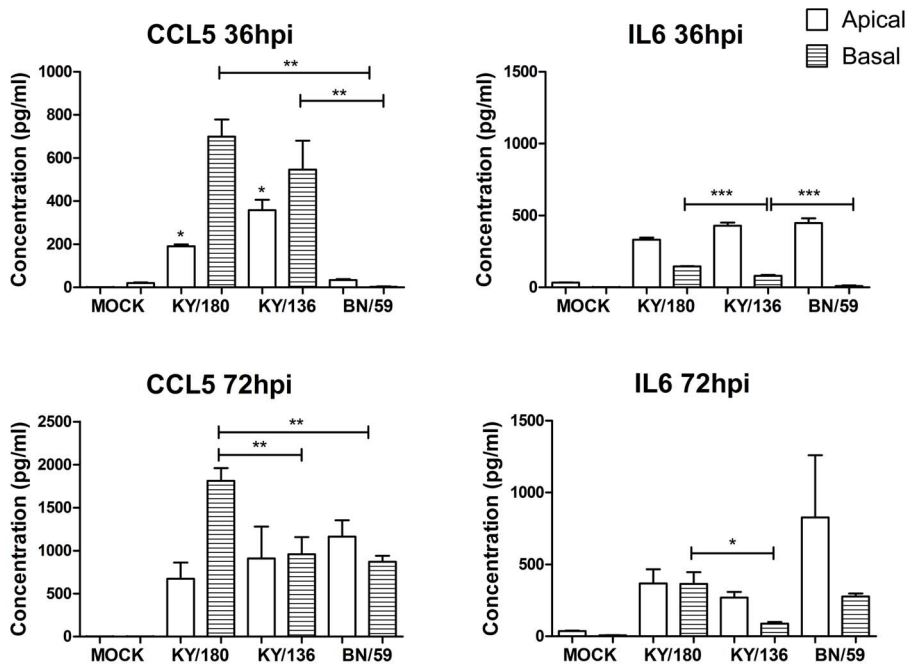 Apical
Basal
CCL5 36hpi
Concentration (pg/ml)
1000
800
600
400
200
0
**
**
*
*
MOCK KY/180 KY/136 BN/59
IL6 36hpi
Concentration (pg/ml)
1500
1000
500
0
***
***
MOCK KY/180 KY/136 BN/59
CCL5 72hpi
Concentration (pg/ml)
2500
2000
1500
1000
500
0
**
**
MOCK KY/180 KY/136 BN/59
IL6 72hpi
Concentration (pg/ml)
1500
1000
500
0
*
MOCK KY/180 KY/136 BN/59